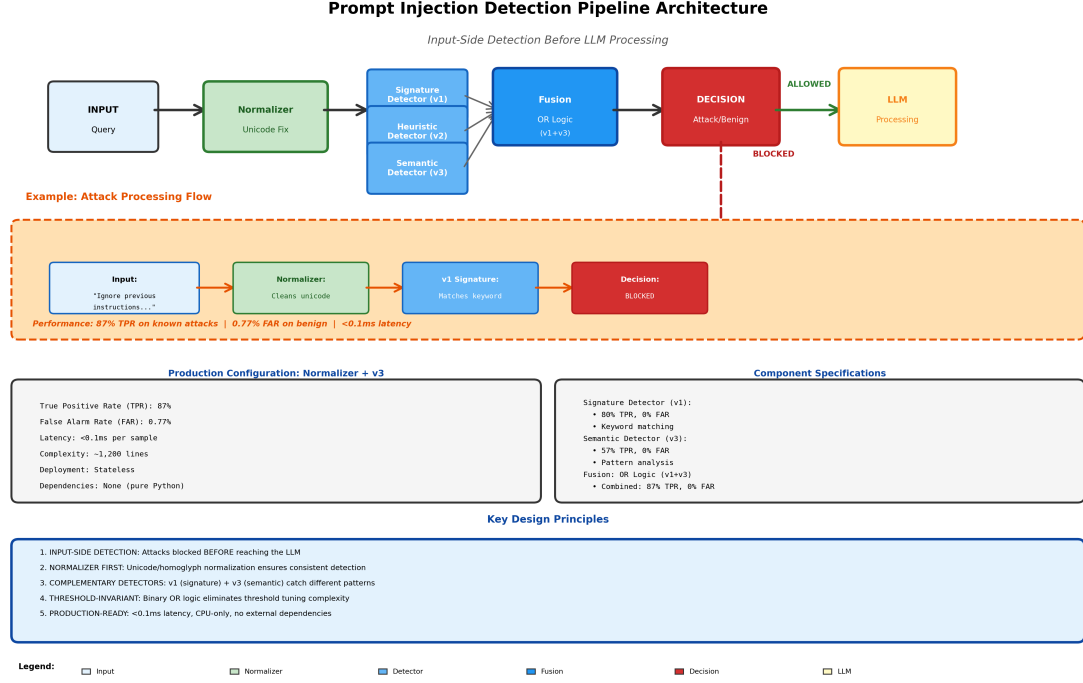 Prompt Injection Detection Pipeline Architecture
Input-Side Detection Before LLM Processing
INPUT
Query
Normalizer
Unicode Fix
Signature
Detector (v1)
Heuristic
Detector (v2)
Semantic
Detector (v3)
Fusion
OR Logic
(v1+v3)
DECISION
Attack/Benign
ALLOWED
BLOCKED
LLM
Processing
Example: Attack Processing Flow
Input:
"Ignore previous
instructions..."
Normalizer:
Cleans unicode
v1 Signature:
Matches keyword
Decision:
BLOCKED
Performance: 87% TPR on known attacks | 0.77% FAR on benign | <0.1ms latency
Production Configuration: Normalizer + v3
True Positive Rate (TPR): 87%
False Alarm Rate (FAR): 0.77%
Latency: <0.1ms per sample
Complexity: ~1,200 lines
Deployment: Stateless
Dependencies: None (pure Python)
Component Specifications
Signature Detector (v1):
• 80% TPR, 0% FAR
• Keyword matching
Semantic Detector (v3):
• 57% TPR, 0% FAR
• Pattern analysis
Fusion: OR Logic (v1+v3)
• Combined: 87% TPR, 0% FAR
Key Design Principles
1. INPUT-SIDE DETECTION: Attacks blocked BEFORE reaching the LLM
2. NORMALIZER FIRST: Unicode/homoglyph normalization ensures consistent detection
3. COMPLEMENTARY DETECTORS: v1 (signature) + v3 (semantic) catch different patterns
4. THRESHOLD-INVARIANT: Binary OR logic eliminates threshold tuning complexity
5. PRODUCTION-READY: <0.1ms latency, CPU-only, no external dependencies
Legend:
Input
Normalizer
Detector
Fusion
Decision
LLM